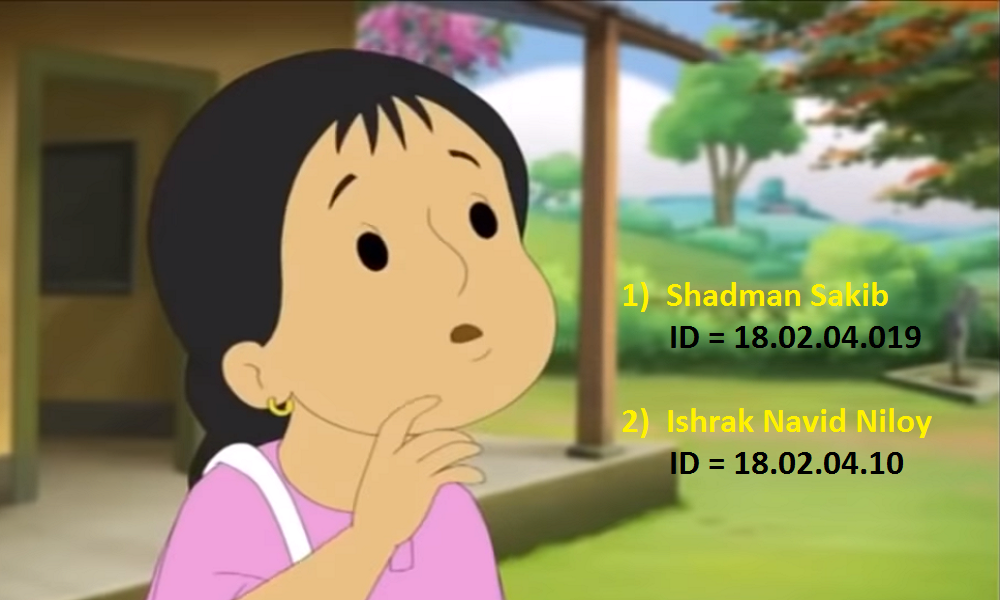 1) Shadman Sakib
ID = 18.02.04.019
2) Ishrak Navid Niloy
ID = 18.02.04.10